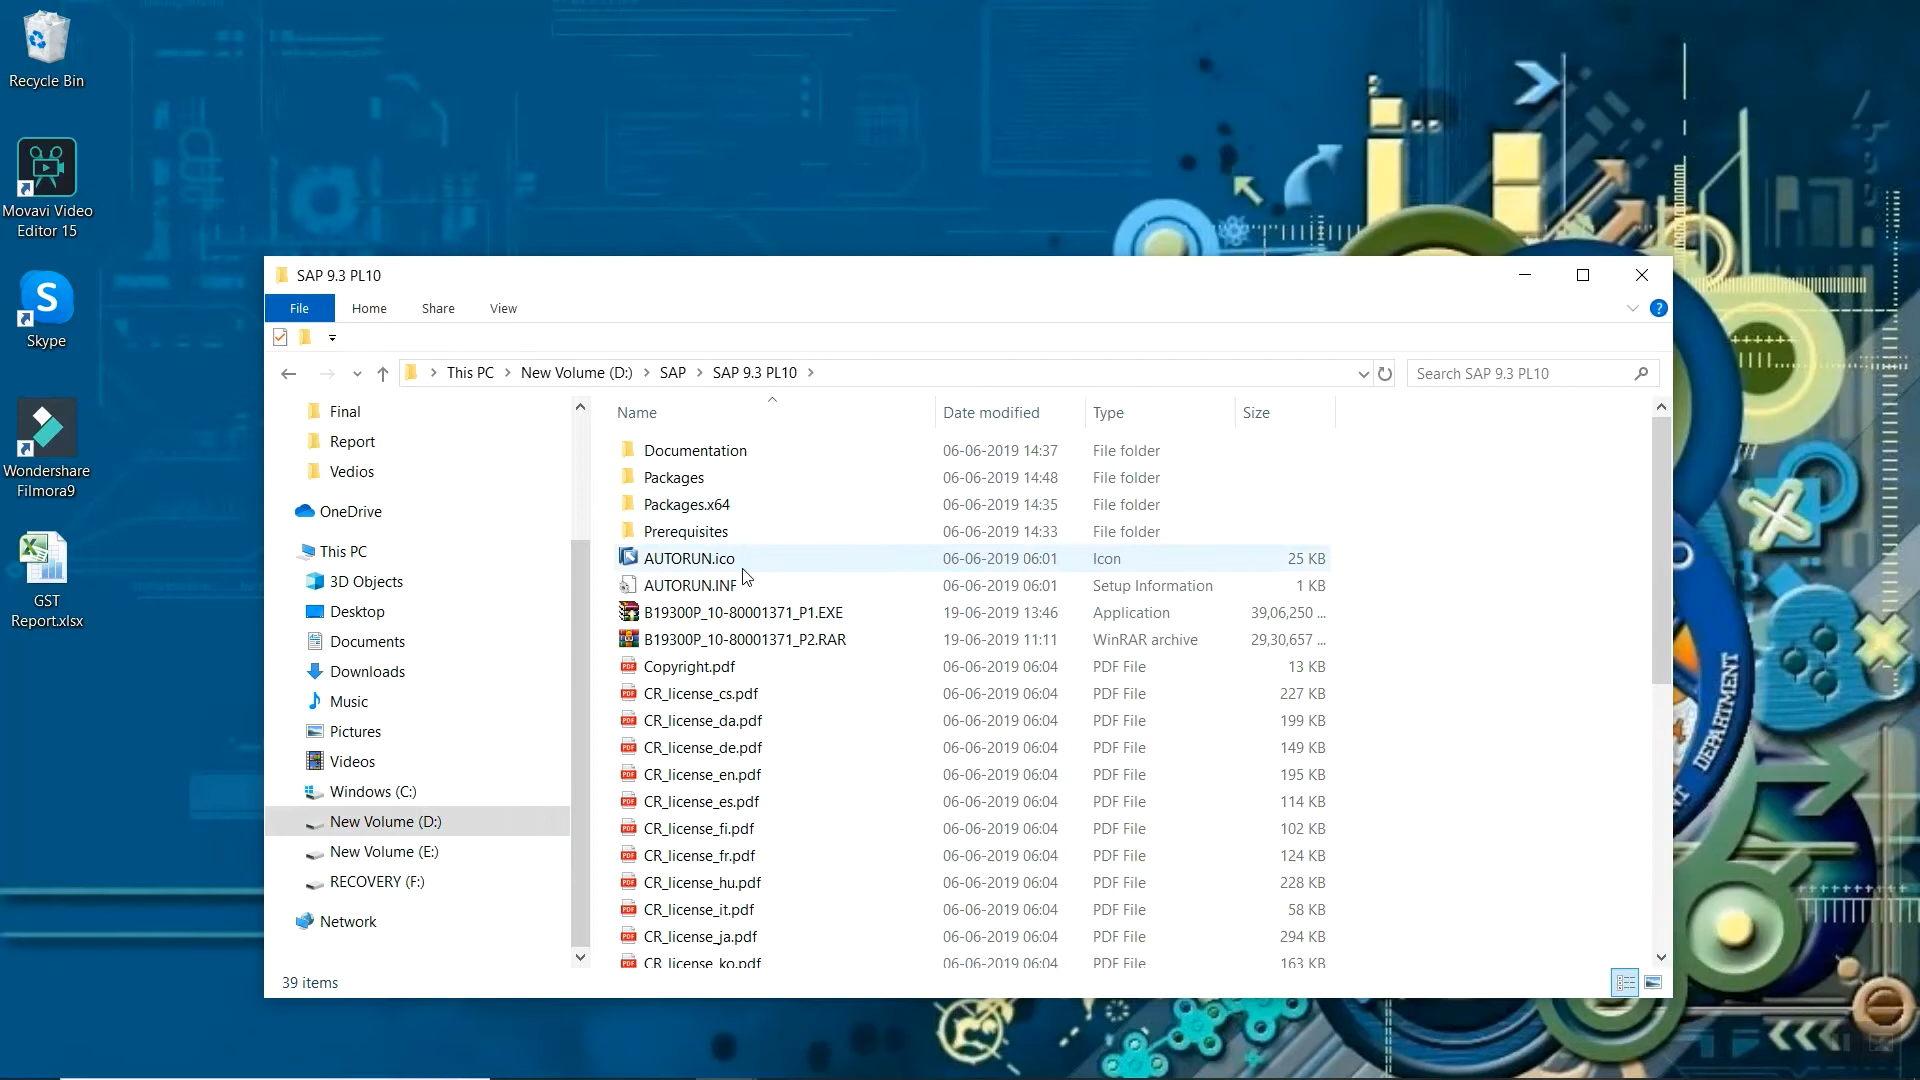 Recycle Bin
Movavi Video
Editor 15
Skype
Wondershare
Filmora9
GST
Report.xlsx
SAP 9.3 PL10
File Home Share View
This PC New Volume (D:) SAP SAP 9.3 PL10
Search SAP 9.3 PL10
Final
Report
Vedios
OneDrive
This PC
3D Objects
Desktop
Documents
Downloads
Music
Pictures
Videos
Windows (C:)
New Volume (D:)
New Volume (E:)
RECOVERY (F:)
Network
Name Date modified Type Size
Documentation 06-06-2019 14:37 File folder
Packages 06-06-2019 14:48 File folder
Packages.x64 06-06-2019 14:35 File folder
Prerequisites 06-06-2019 14:33 File folder
AUTORUN.ico 06-06-2019 06:01 Icon 25 KB
AUTORUN.INF 06-06-2019 06:01 Setup Information 1 KB
B19300P_10-80001371_P1.EXE 19-06-2019 13:46 Application 39,06,250 ...
B19300P_10-80001371_P2.RAR 19-06-2019 11:11 WinRAR archive 29,30,657 ...
Copyright.pdf 06-06-2019 06:04 PDF File 13 KB
CR_license_cs.pdf 06-06-2019 06:04 PDF File 227 KB
CR_license_da.pdf 06-06-2019 06:04 PDF File 199 KB
CR_license_de.pdf 06-06-2019 06:04 PDF File 149 KB
CR_license_en.pdf 06-06-2019 06:04 PDF File 195 KB
CR_license_es.pdf 06-06-2019 06:04 PDF File 114 KB
CR_license_fi.pdf 06-06-2019 06:04 PDF File 102 KB
CR_license_fr.pdf 06-06-2019 06:04 PDF File 124 KB
CR_license_hu.pdf 06-06-2019 06:04 PDF File 228 KB
CR_license_it.pdf 06-06-2019 06:04 PDF File 58 KB
CR_license_ja.pdf 06-06-2019 06:04 PDF File 294 KB
CR_license_ko.pdf 06-06-2019 06:04 PDF File 163 KB
39 items
DEPARTMENT